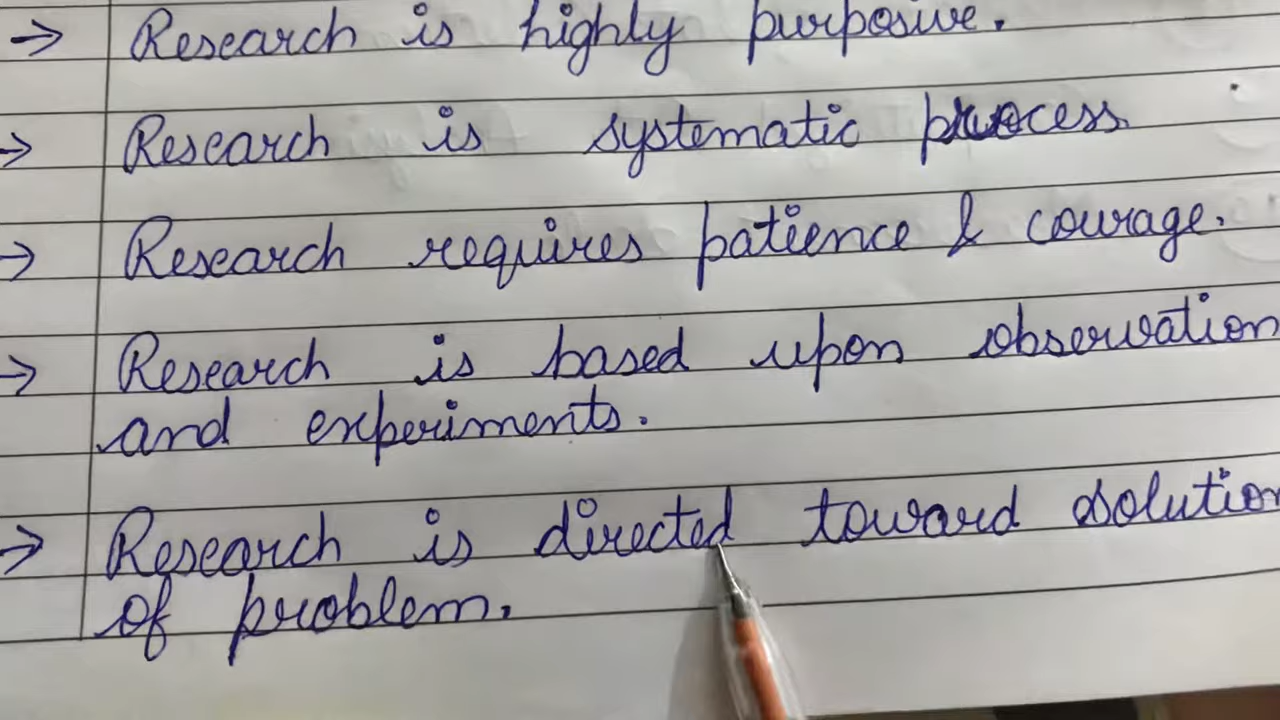 → Research is highly purposive.
→ Research is systematic process.
→ Research requires patience & courage.
→ Research is based upon observation
and experiments.
→ Research is directed toward solution
of problem.